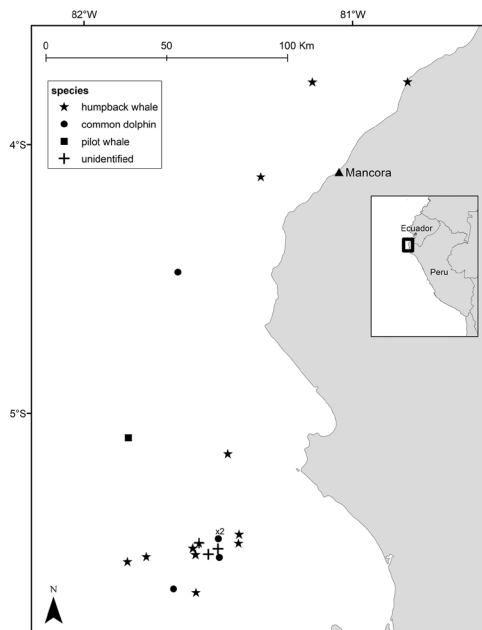 82°W 81°W
0 50 100 Km
species
humpback whale
common dolphin
pilot whale
unidentified
4°S
Mancora
Ecuador
Peru
5°S
x2
N